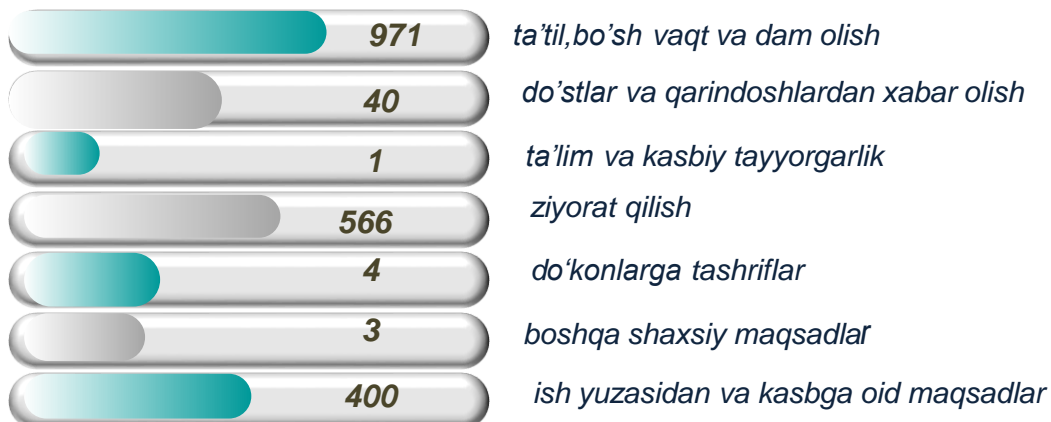 971 ta’til,bo’sh vaqt va dam olish
40 do’stlar va qarindoshlardan xabar olish
1 ta’lim va kasbiy tayyorgarlik
566 ziyorat qilish
4 do‘konlarga tashriflar
3 boshqa shaxsiy maqsadlar
400 ish yuzasidan va kasbga oid maqsadlar